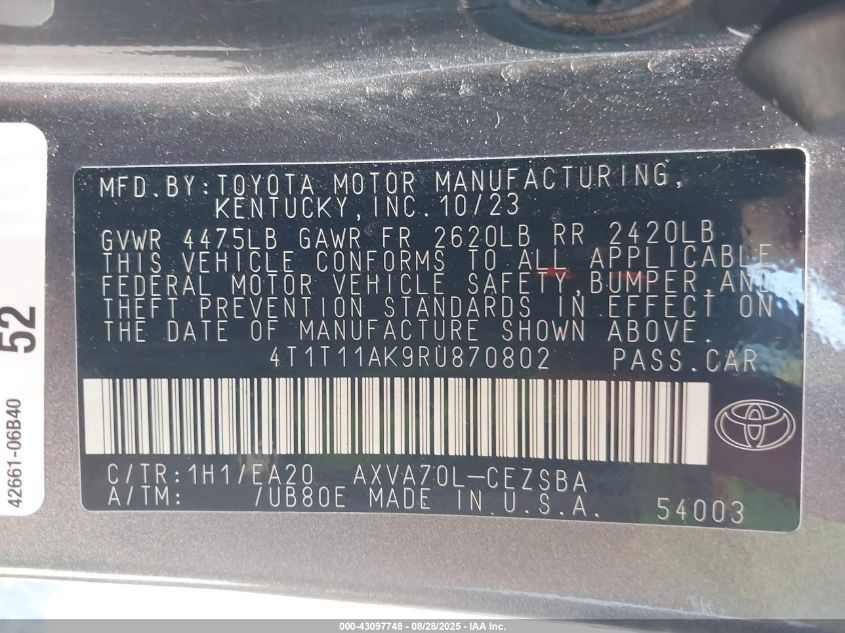 MFD.BY:TOYOTA MOTOR MANUFACTURING,
KENTUCKY,INC.10/23
GVWR 4475LB GAWR FR 2620LB RR 2420LB
THIS VEHICLE CONFORMS TO ALL APPLICABLE
FEDERAL MOTOR VEHICLE SAFETY,BUMPER,AND
THEFT PREVENTION STANDARDS IN EFFECT ON
THE DATE OF MANUFACTURE SHOWN ABOVE.
4T1T11AK9RU870802 PASS.CAR
C/TR:1H1/EA20 AXVA70L-CEZSBA
A/TM: /UB80E MADE IN U.S.A. 54003
42661-06B40 52
000-43097748 - 08/28/2025 - IAA Inc.